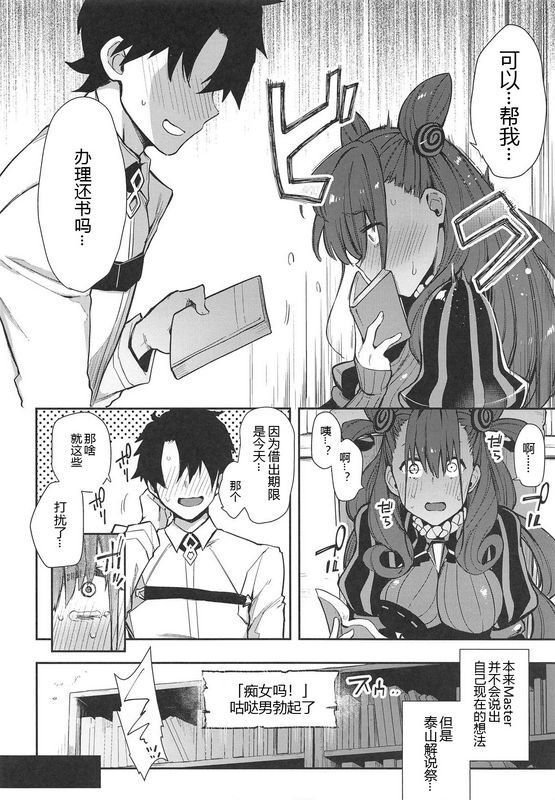 可以…帮我…
办理还书吗…
ビ
ク
啊……
咦…?
啊…?
因为借出期限
是今天…
那个
那啥
就这些
打扰了…
本来Master
并不会说出
自己现在的想法
但是
泰山解说祭…
「痴女吗！」
咕哒男勃起了